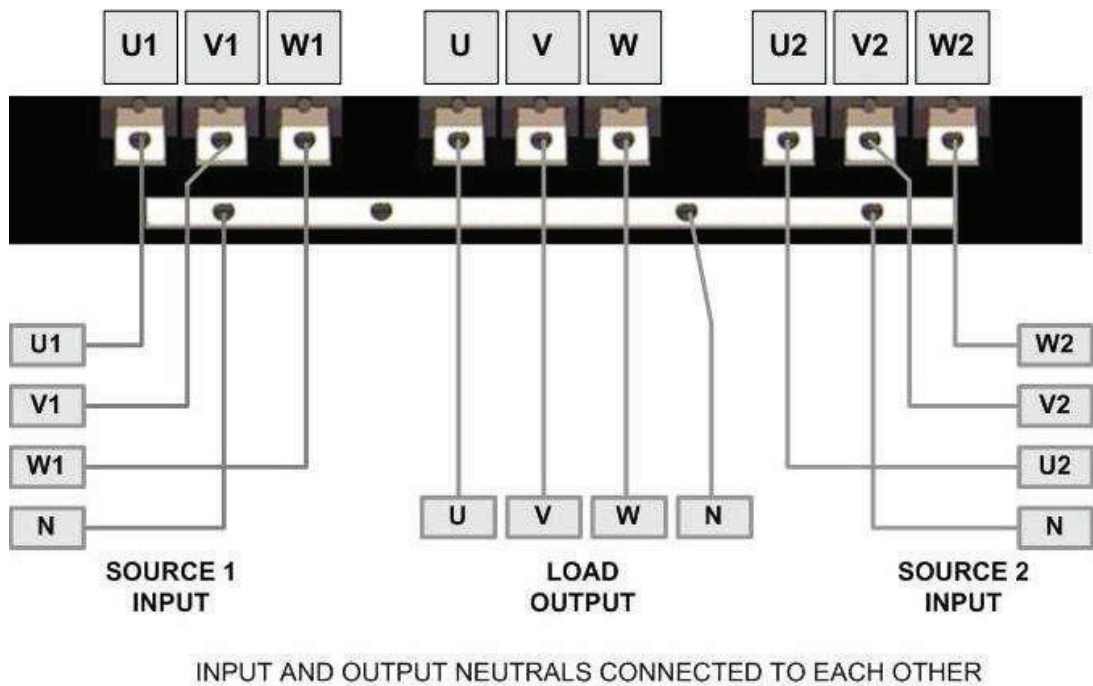 U1 V1 W1 U V W U2 V2 W2
U1
V1
W1
N
SOURCE 1
INPUT
U V W N
LOAD
OUTPUT
W2
V2
U2
N
SOURCE 2
INPUT
INPUT AND OUTPUT NEUTRALS CONNECTED TO EACH OTHER